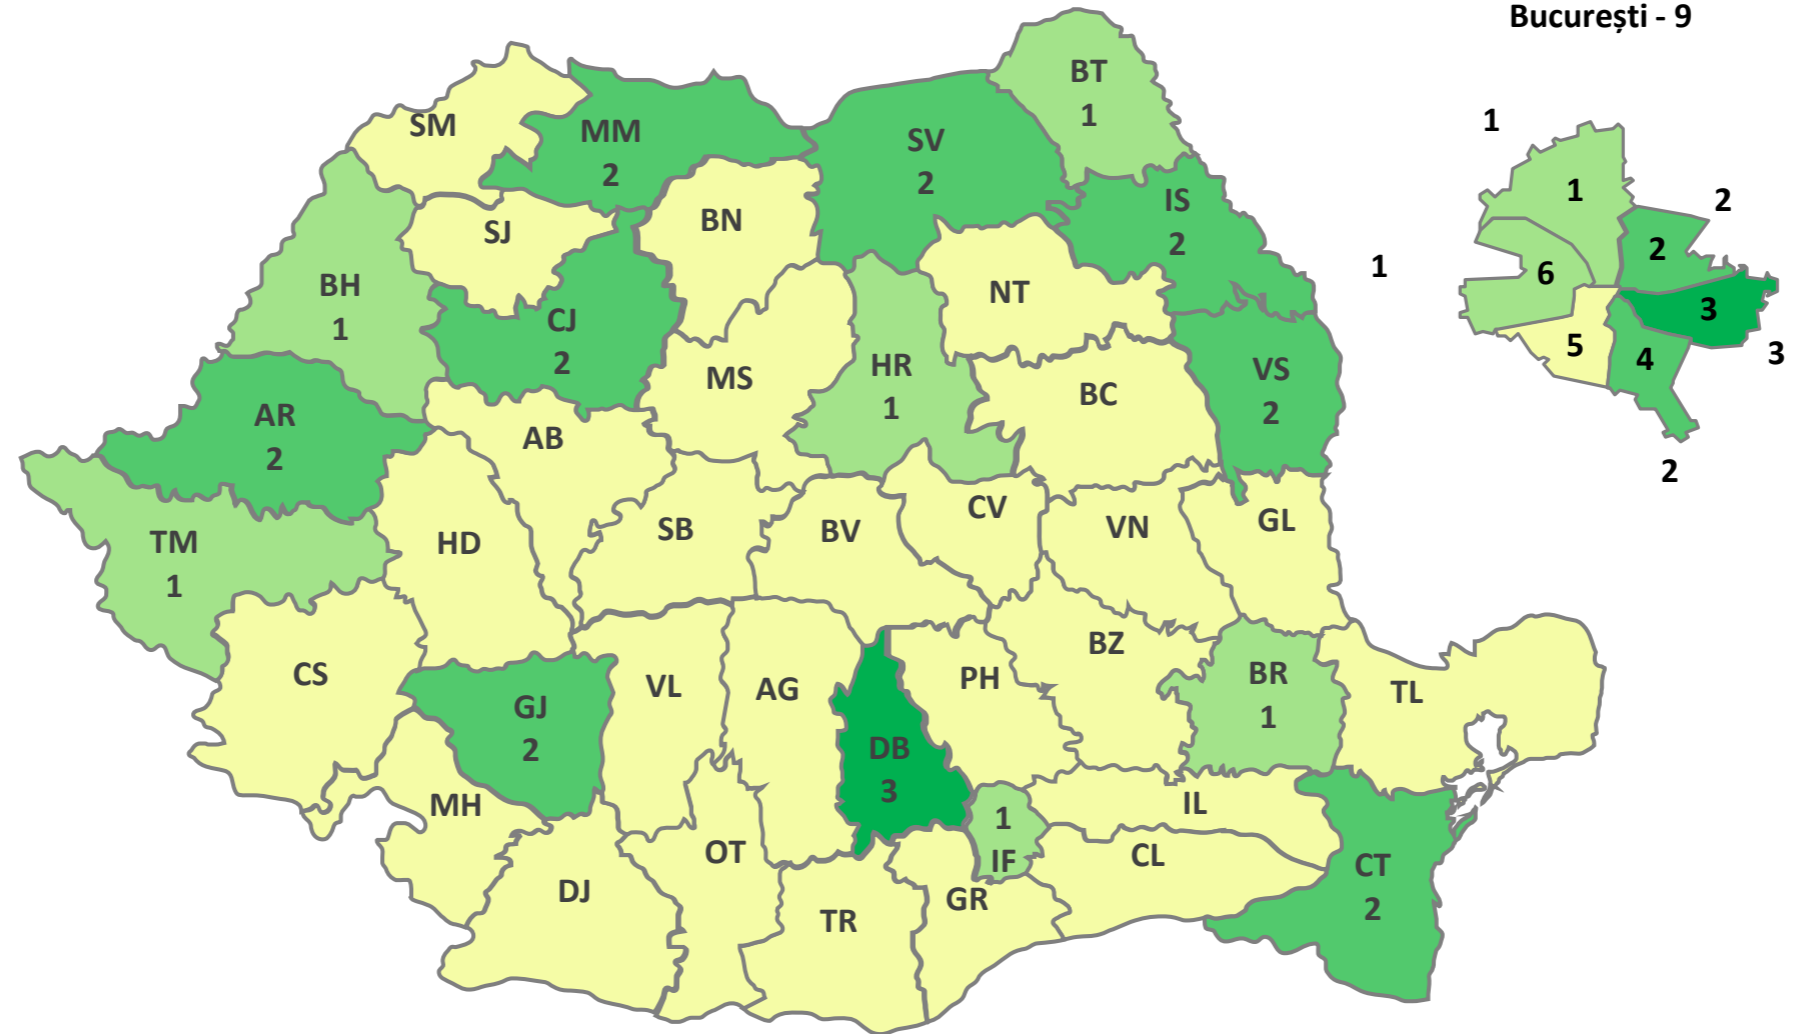 București - 9
BT
1
1
SM
MM
2
SV
2
1
2
IS
2
2
SJ
BN
6
1
BH
1
NT
3
CJ
2
5
4
3
MS
HR
1
VS
2
BC
AR
2
AB
2
CV
GL
TM
1
HD
SB
BV
VN
CS
VL
AG
PH
BZ
BR
1
TL
GJ
2
DB
3
MH
IL
1
IF
OT
CL
CT
2
DJ
TR
GR